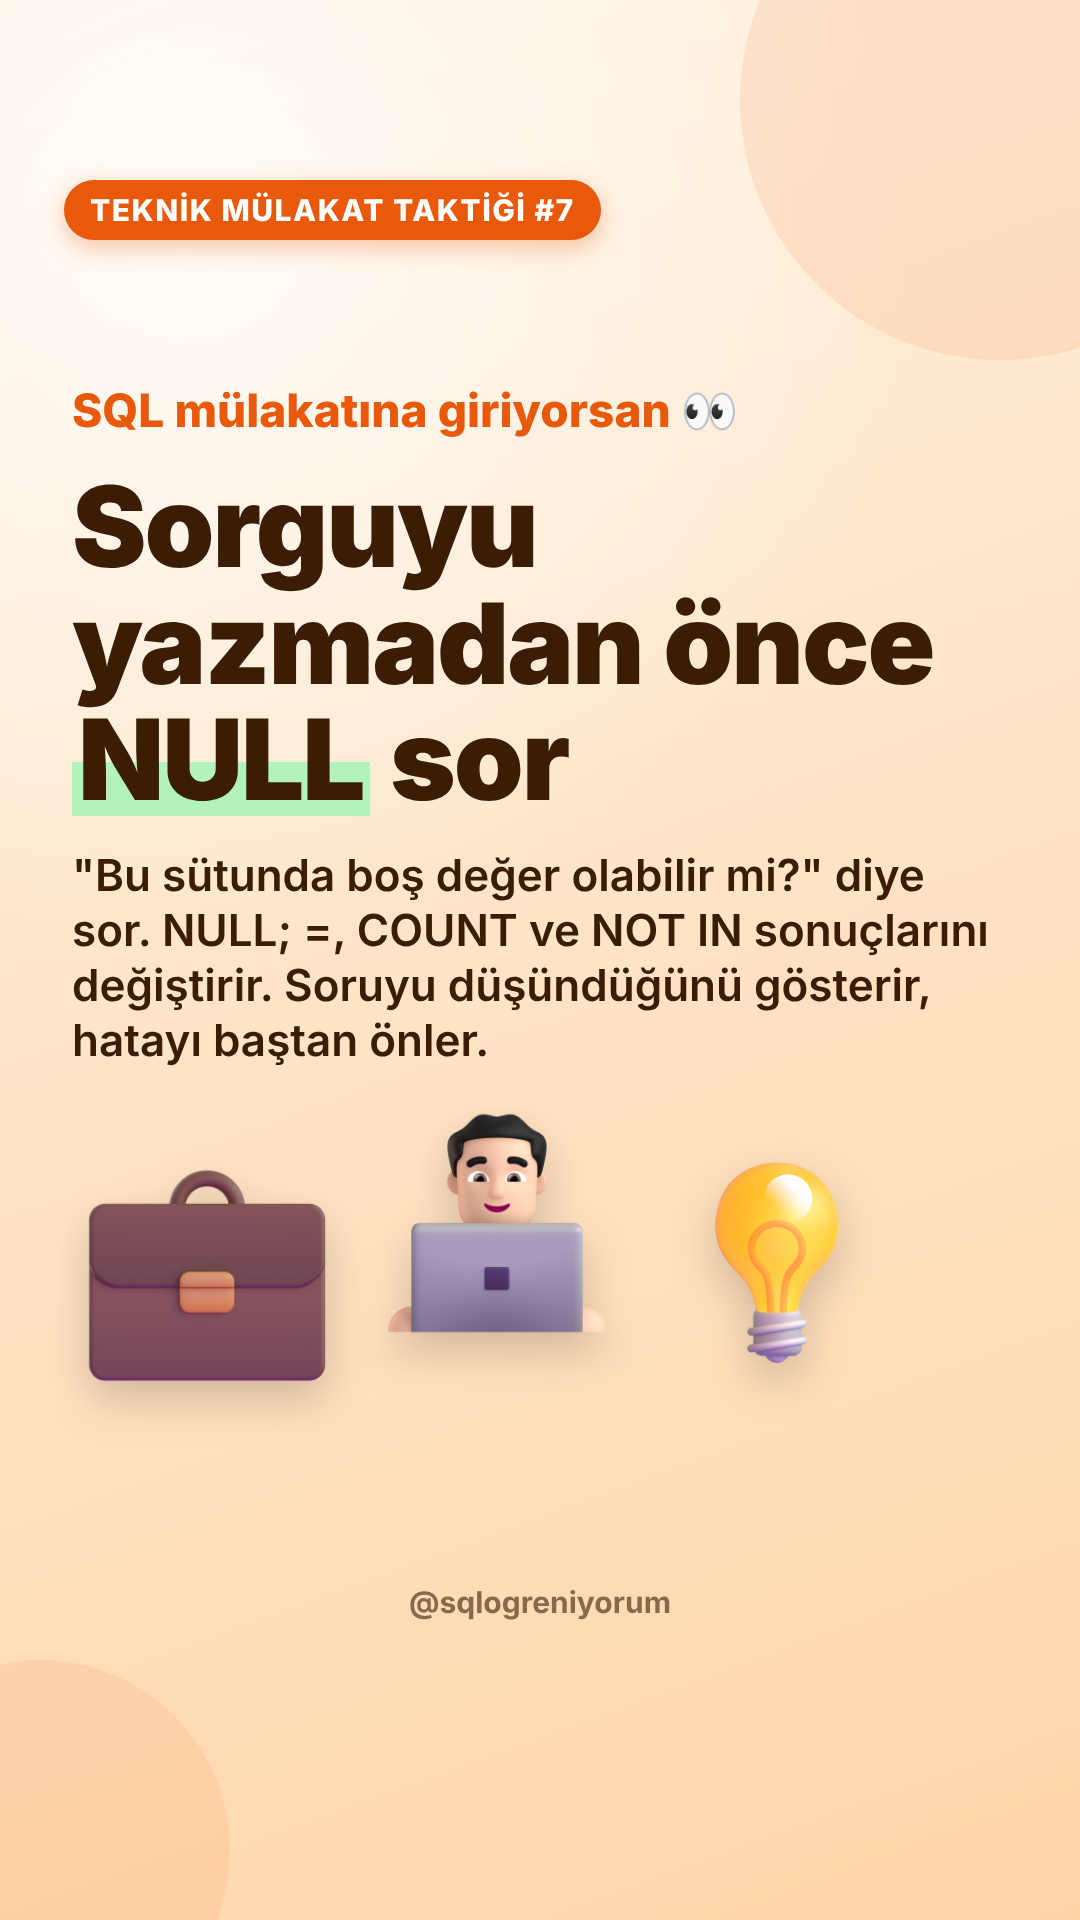 TEKNİK MÜLAKAT TAKTİĞİ #7
SQL mülakatına giriyorsan 👀
Sorguyu
yazmadan önce
NULL sor
"Bu sütunda boş değer olabilir mi?" diye
sor. NULL; =, COUNT ve NOT IN sonuçlarını
değiştirir. Soruyu düşündüğünü gösterir,
hatayı baştan önler.
@sqlogreniyorum